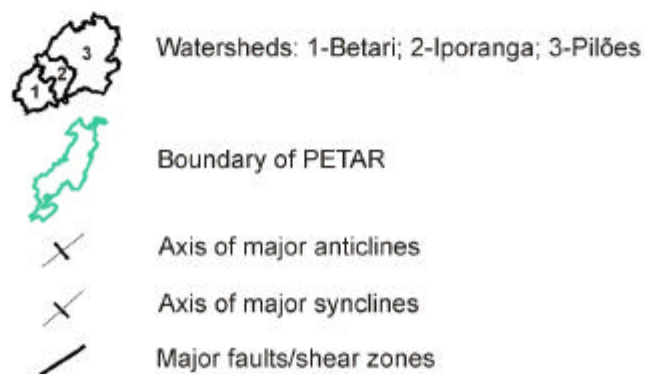 3
2
1
Watersheds: 1-Betari; 2-Iporanga; 3-Pilões
Boundary of PETAR
Axis of major anticlines
Axis of major synclines
Major faults/shear zones